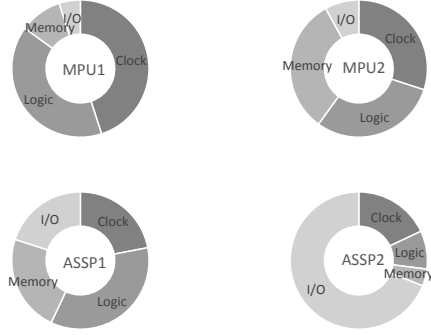 I/O
Memory
Clock
MPU1
Logic
I/O
Clock
Memory
MPU2
Logic
I/O
Clock
ASSP1
Memory
Logic
Clock
Logic
ASSP2
Memory
I/O